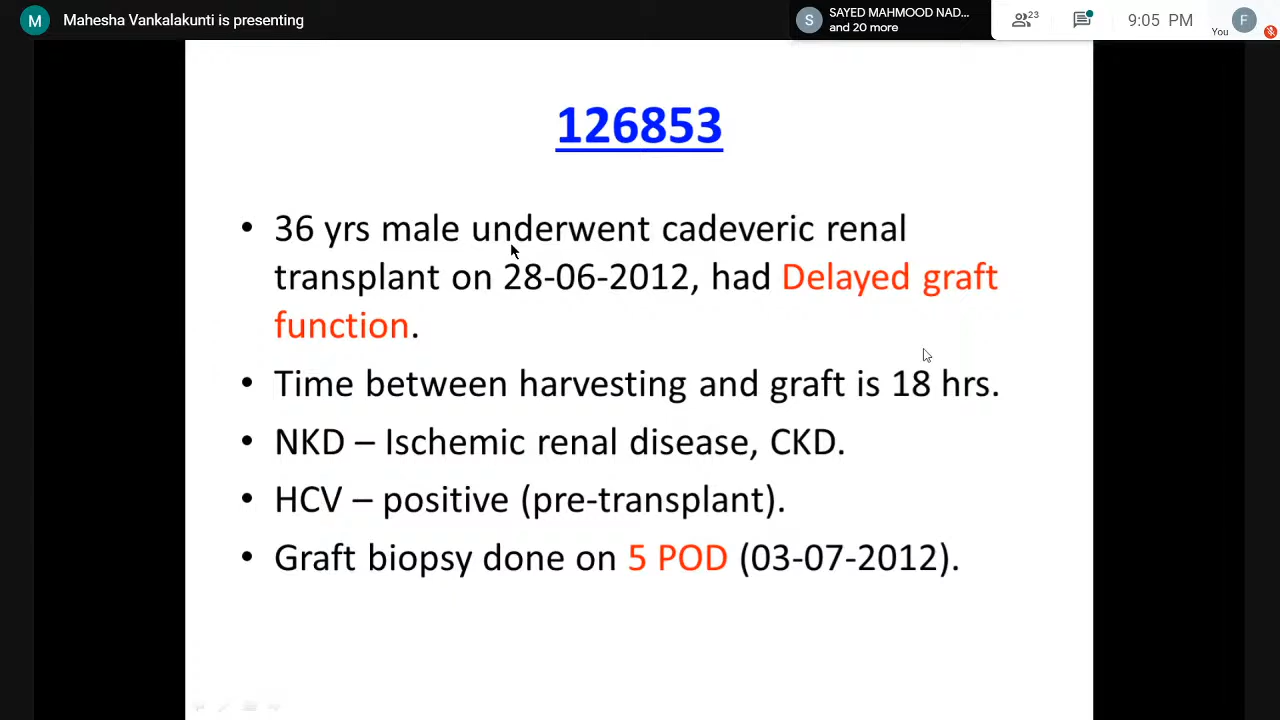 M Mahesha Vankalakunti is presenting
S SAYED MAHMOOD NAD...
and 20 more
23
9:05 PM
You
F
126853
• 36 yrs male underwent cadeveric renal
transplant on 28-06-2012, had Delayed graft
function.
• Time between harvesting and graft is 18 hrs.
• NKD – Ischemic renal disease, CKD.
• HCV – positive (pre-transplant).
• Graft biopsy done on 5 POD (03-07-2012).